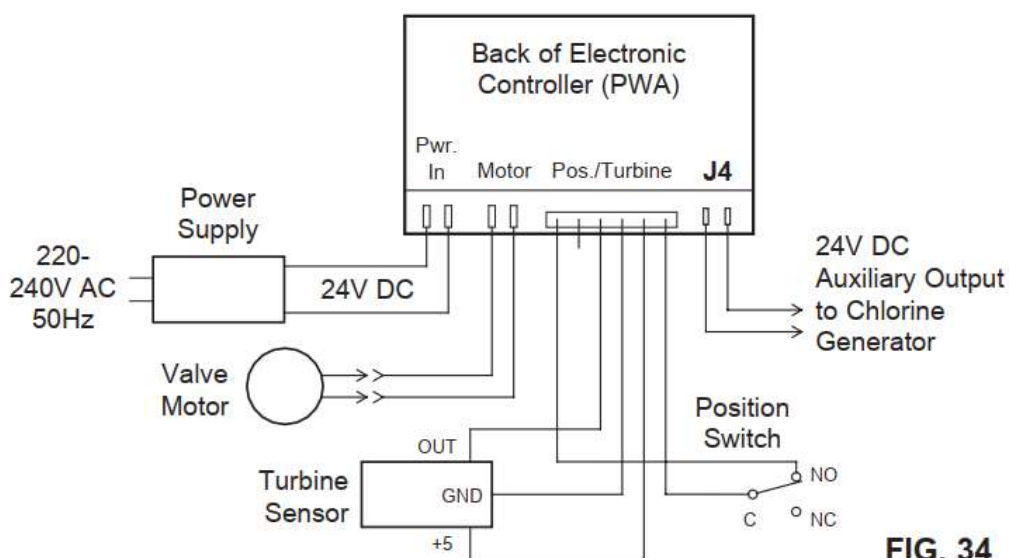 Back of Electronic
Controller (PWA)
Pwr.
In
Motor
Pos./Turbine
J4
Power
Supply
220-
240V AC
50Hz
24V DC
24V DC
Auxiliary Output
to Chlorine
Generator
Valve
Motor
Position
Switch
OUT
GND
+5
Turbine
Sensor
NO
C
NC
FIG. 34